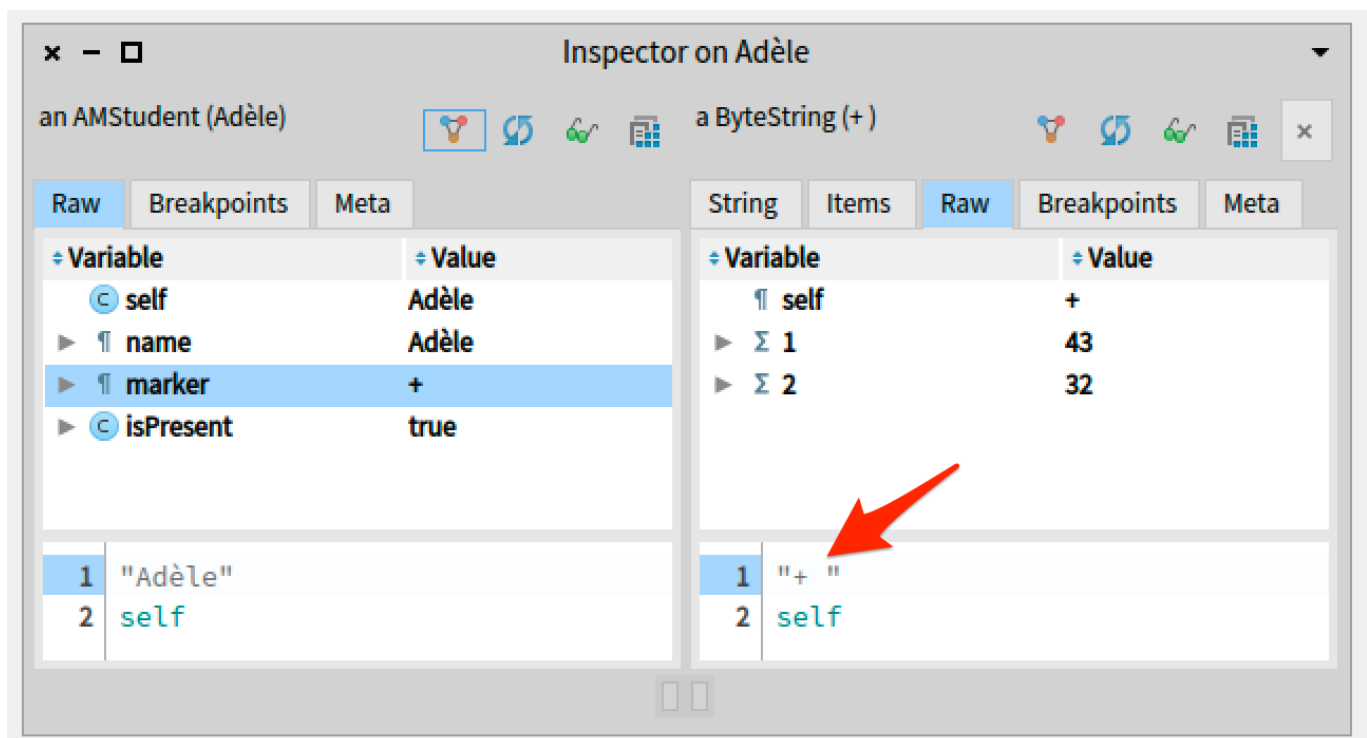 Inspector on Adèle
an AMStudent (Adèle)
Raw Breakpoints Meta
Variable Value
self Adèle
name Adèle
marker +
isPresent true
1 "Adèle"
2 self
a ByteString (+ )
String Items Raw Breakpoints Meta
Variable Value
self +
1 43
2 32
1 "+ "
2 self